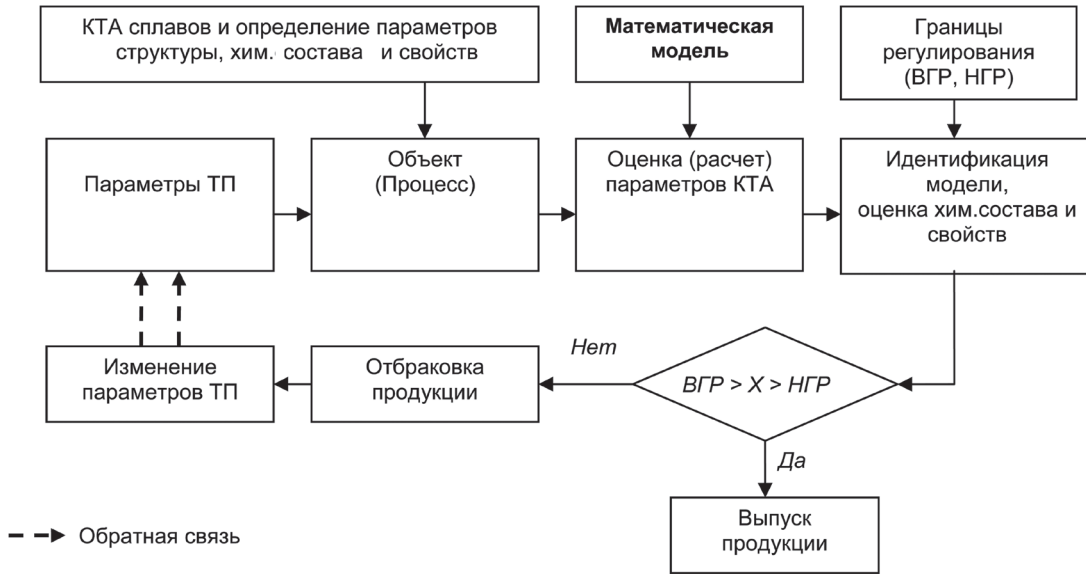 КТА сплавов и определение параметров
структуры, хим. состава и свойств
Математическая
модель
Границы
регулирования
(ВГР, НГР)
Параметры ТП
Объект
(Процесс)
Оценка (расчет)
параметров КТА
Идентификация
модели,
оценка хим.состава и
свойств
Изменение
параметров ТП
Отбраковка
продукции
Нет
ВГР > X > НГР
Да
Выпуск
продукции
Обратная связь